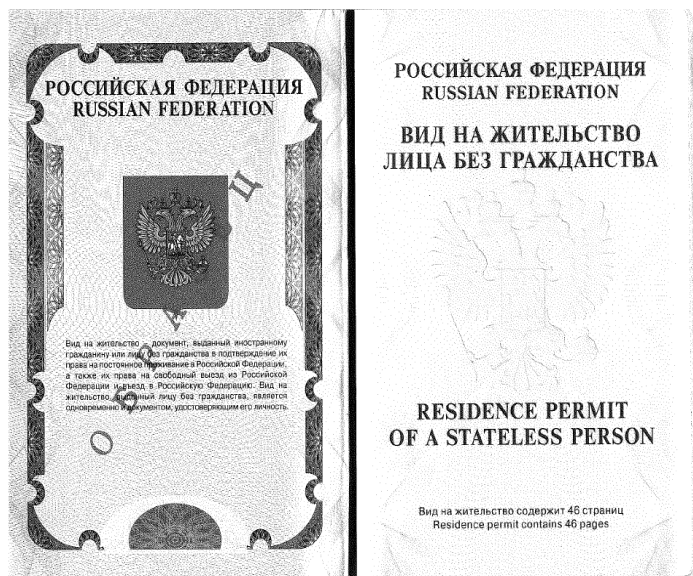 РОССИЙСКАЯ ФЕДЕРАЦИЯ
RUSSIAN FEDERATION
ОБРАЗЕЦ
Вид на жительство – документ, выданный иностранному
гражданину или лицу без гражданства в подтверждение их
права на постоянное проживание в Российской Федерации,
а также их права на свободный выезд из Российской
Федерации и въезд в Российскую Федерацию. Вид на
жительство, выданный лицу без гражданства, является
одновременно и документом, удостоверяющим его личность.
РОССИЙСКАЯ ФЕДЕРАЦИЯ
RUSSIAN FEDERATION
ВИД НА ЖИТЕЛЬСТВО
ЛИЦА БЕЗ ГРАЖДАНСТВА
RESIDENCE PERMIT
OF A STATELESS PERSON
Вид на жительство содержит 46 страниц
Residence permit contains 46 pages